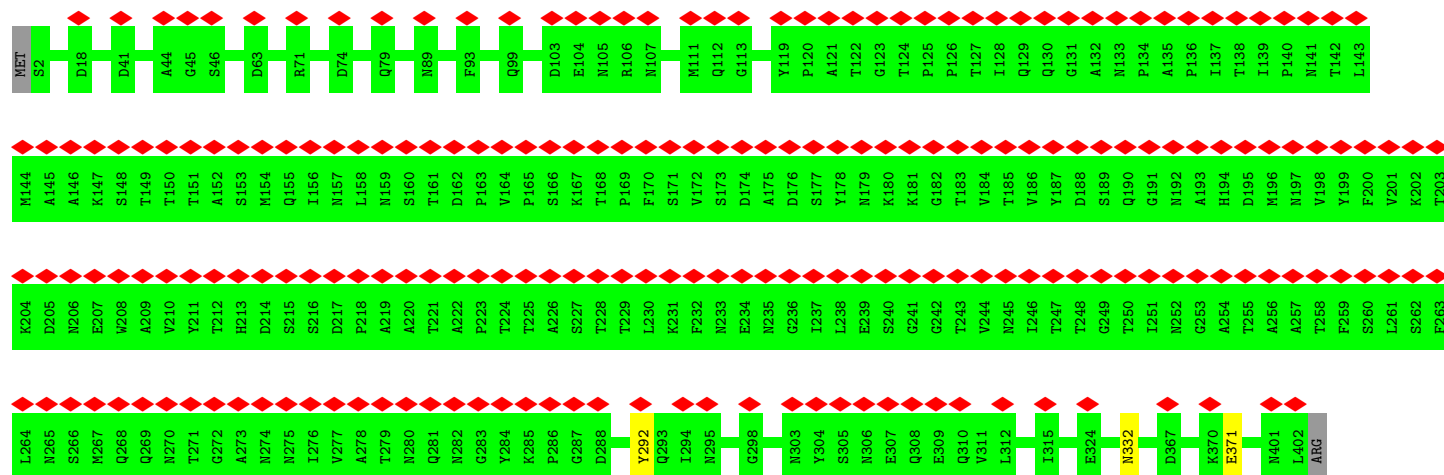 MET S2 D18 D41 A44 G45 S46 D63 R71 D74 Q79 N89 F93 Q99 D103 E104 N105 R106 N107 M111 Q112 G113 Y119 P120 A121 T122 G123 T124 P125 P126 T127 I128 Q129 Q130 G131 A132 N133 P134 A135 P136 I137 T138 I139 P140 N141 T142 L143
M144 A145 A146 K147 S148 T149 T150 T151 A152 S153 M154 Q155 I156 N157 L158 N159 S160 T161 D162 P163 V164 P165 S166 K167 T168 P169 F170 S171 V172 S173 D174 A175 D176 S177 Y178 N179 K180 K181 G182 T183 V184 T185 V186 Y187 D188 S189 Q190 G191 N192 A193 H194 D195 M196 N197 V198 Y199 F200 V201 K202 T203
K204 D205 N206 E207 W208 A209 V210 Y211 T212 H213 D214 S215 S216 D217 P218 A219 A220 T221 A222 P223 T224 T225 A226 S227 T228 T229 L230 K231 F232 N233 E234 N235 G236 I237 L238 E239 S240 G241 G242 T243 V244 N245 I246 T247 T248 G249 T250 I251 N252 G253 A254 T255 A256 A257 T258 F259 S260 L261 S262 F263
L264 N265 S266 M267 Q268 Q269 N270 T271 G272 A273 N274 N275 I276 V277 A278 T279 N280 Q281 N282 G283 Y284 K285 P286 G287 D288 Y292 Q293 I294 N295 G298 N303 Y304 S305 N306 E307 Q308 E309 Q310 V311 L312 I315 E324 N332 D367 K370 E371 N401 L402 ARG